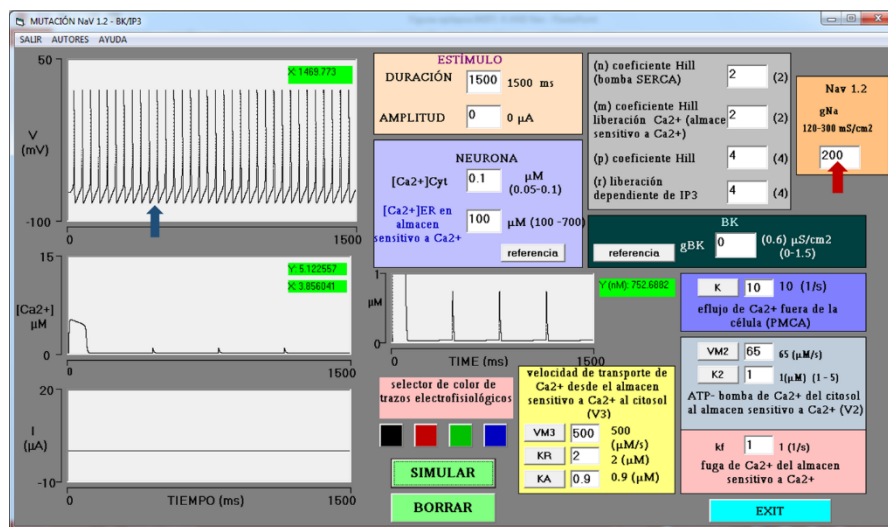 MUTACIÓN NaV 1.2 - BK/IP3
SALIR AUTORES AYUDA
50
X: 1469.773
V
(mV)
-100
0
1500
15
Y: 5.122557
X: 3.856041
[Ca2+]
µM
0
0
1500
20
I
(µA)
-10
0
TIEMPO (ms)
1500
ESTÍMULO
DURACIÓN
1500
1500 ms
AMPLITUD
0
0 µA
NEURONA
[Ca2+]Cyt
0.1
µM
(0.05-0.1)
[Ca2+]ER en
almacen
sensitivo a Ca2+
100
µM (100 -700)
referencia
(n) coeficiente Hill
(bomba SERCA)
2
(2)
(m) coeficiente Hill
liberación Ca2+ (almace
sensitivo a Ca2+)
2
(2)
(p) coeficiente Hill
4
(4)
(r) liberación
dependiente de IP3
4
(4)
Nav 1.2
gNa
120-300 mS/cm2
200
BK
referencia
gBK
0
(0.6) µS/cm2
(0-1.5)
1
µM
0
0
TIME (ms)
1500
Y (nM): 752.6882
K
10
10 (1/s)
eflujo de Ca2+ fuera de la
célula (PMCA)
VM2
65
65 (µM/s)
K2
1
1(µM) (1 - 5)
ATP- bomba de Ca2+ del citosol
al almacen sensitivo a Ca2+ (V2)
kf
1
1 (1/s)
fuga de Ca2+ del almacen
sensitivo a Ca2+
selector de color de
trazos electrofisiológicos
SIMULAR
BORRAR
velocidad de transporte de
Ca2+ desde el almacen
sensitivo a Ca2+ al citosol
(V3)
VM3
500
500
(µM/s)
KR
2
2 (µM)
KA
0.9
0.9 (µM)
EXIT